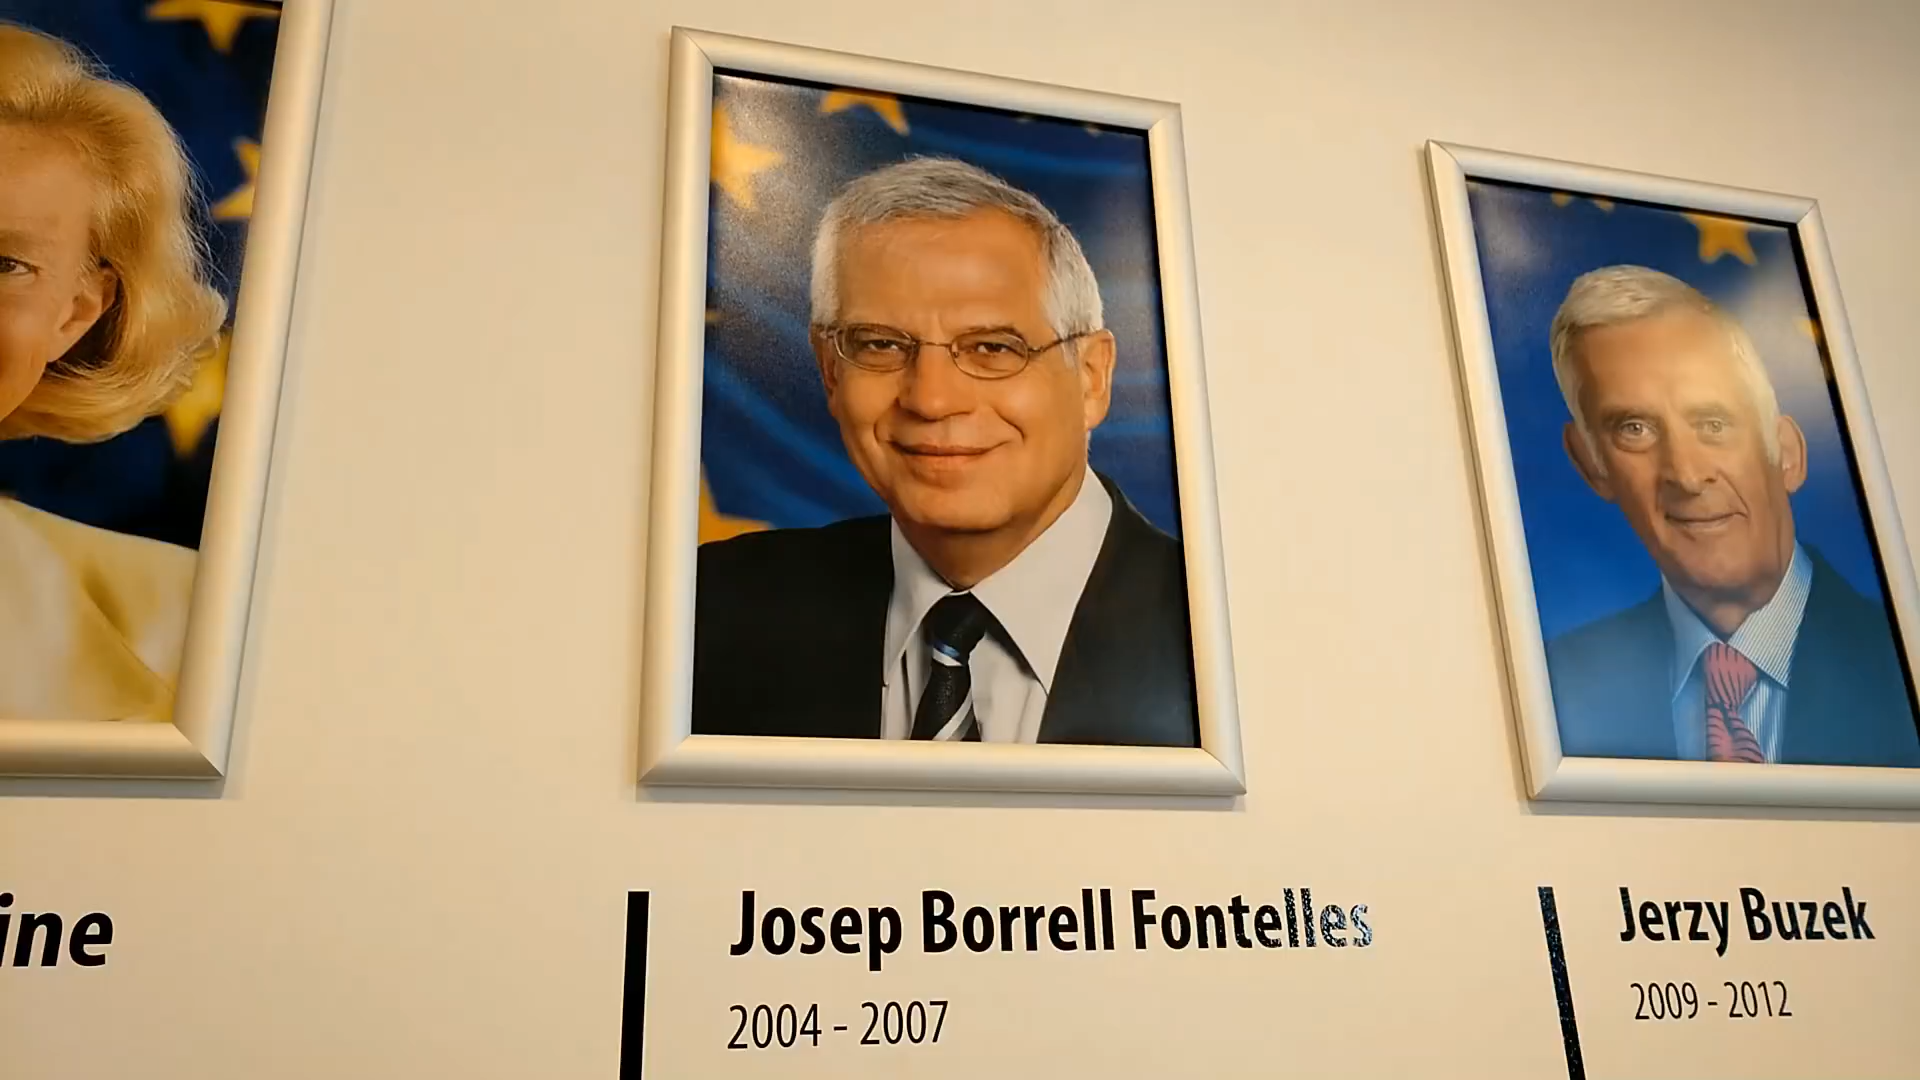 ine
Josep Borrell Fontelles
2004 - 2007
Jerzy Buzek
2009 - 2012